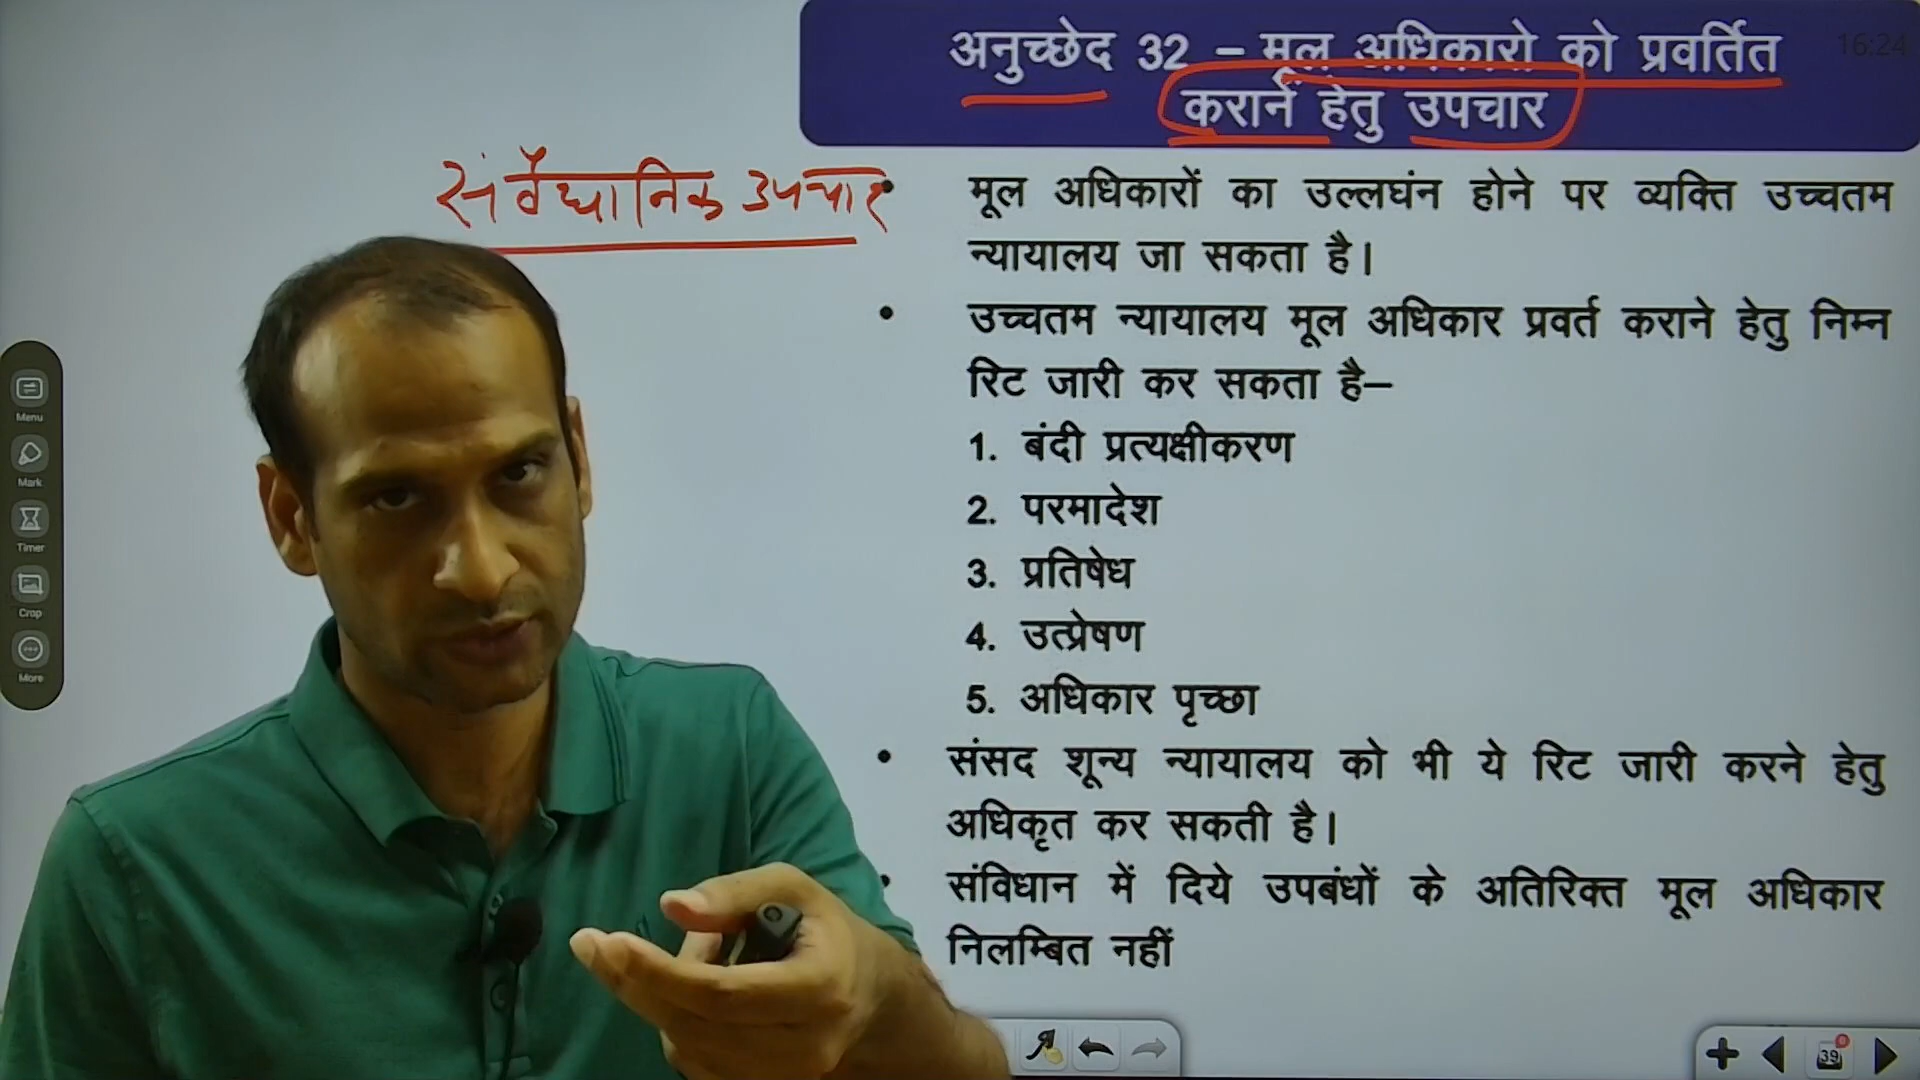 अनुच्छेद 32 – मूल अधिकारो को प्रवर्तित
कराने हेतु उपचार
16:24
संवैधानिक उपचार
• मूल अधिकारों का उल्लघंन होने पर व्यक्ति उच्चतम
न्यायालय जा सकता है।
• उच्चतम न्यायालय मूल अधिकार प्रवर्त कराने हेतु निम्न
रिट जारी कर सकता है–
1. बंदी प्रत्यक्षीकरण
2. परमादेश
3. प्रतिषेध
4. उत्प्रेषण
5. अधिकार पृच्छा
• संसद शून्य न्यायालय को भी ये रिट जारी करने हेतु
अधिकृत कर सकती है।
• संविधान में दिये उपबंधों के अतिरिक्त मूल अधिकार
निलम्बित नहीं
Menu
Mark
Timer
Crop
More
39